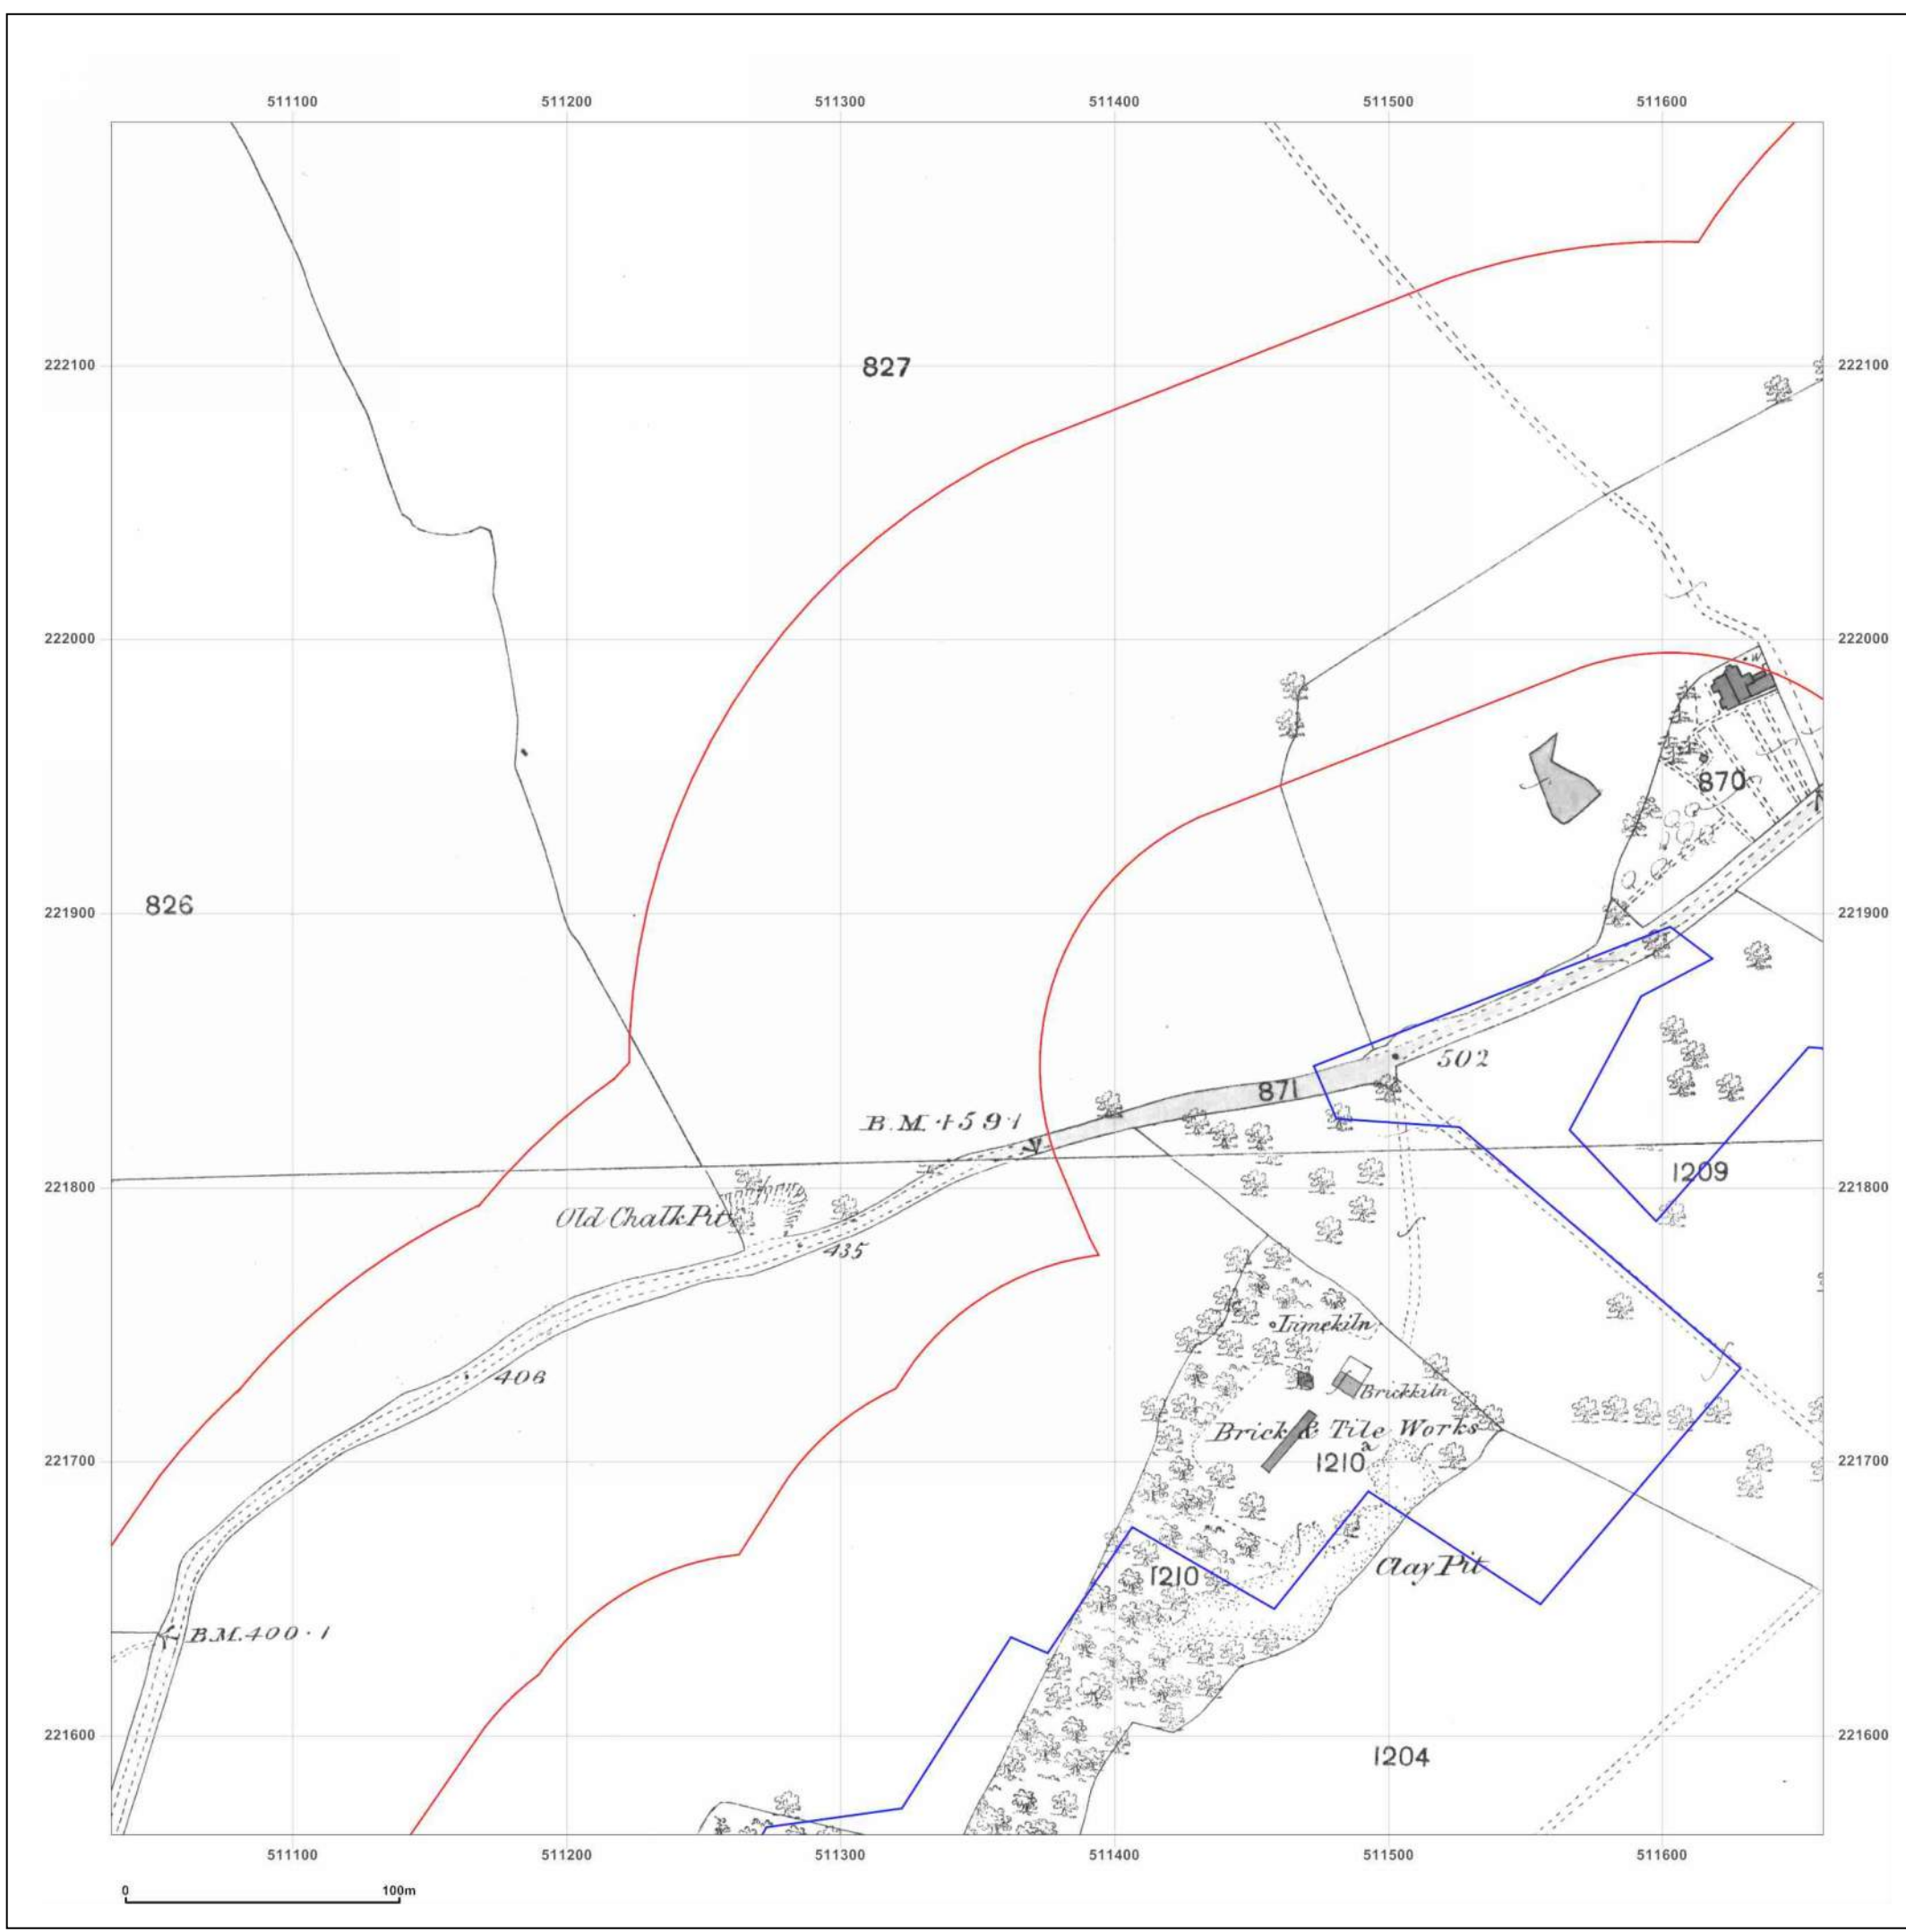 511100 511200 511300 511400 511500 511600
222100 827 222100
222000 222000
W
870
826
221900 221900
502
871
B.M. 459.1
1209
221800 221800
Old Chalk Pit
435
Limekiln
406
Brickkiln
Brick & Tile Works
221700 1210a 221700
Clay Pit
1210
B.M. 400.1
221600 221600
1204
511100 511200 511300 511400 511500 511600
0 100m